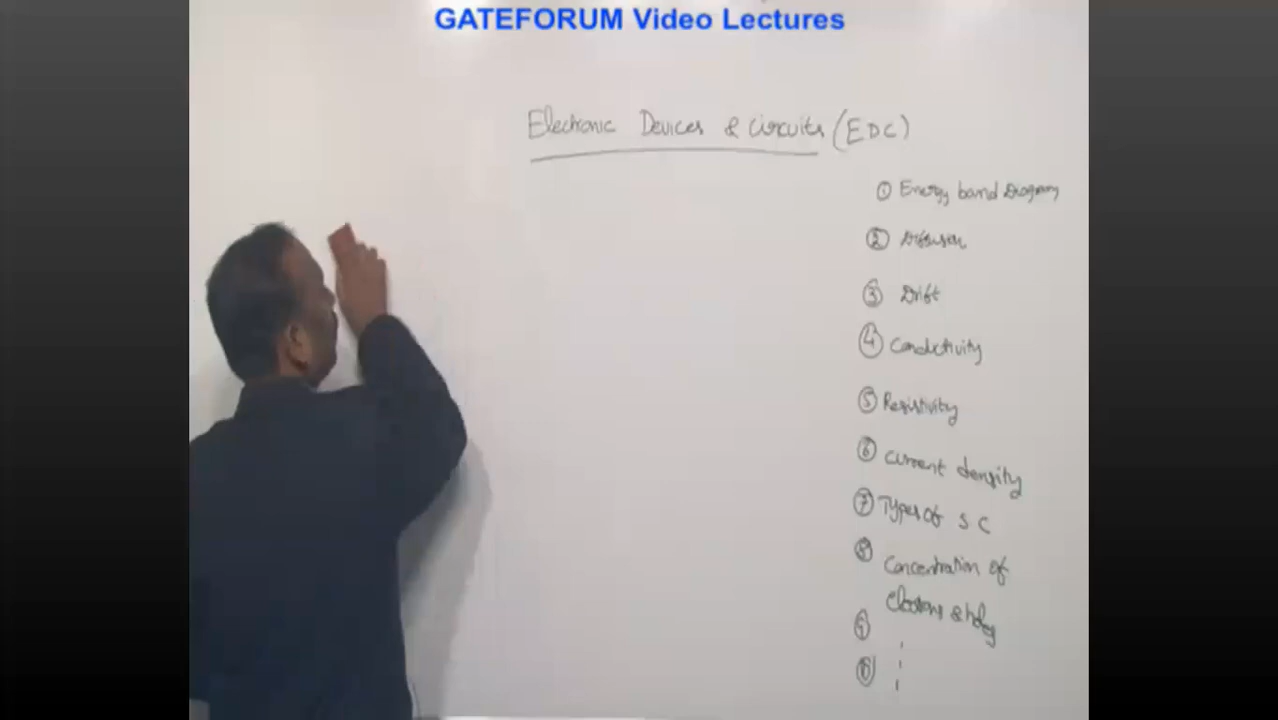 GATEFORUM Video Lectures
Electronic Devices & Circuits (EDC)
① Energy band Diagram
② Diffusion
③ Drift
④ Conductivity
⑤ Resistivity
⑥ Current density
⑦ Types of SC
⑧ Concentration of
electrons & holes
⑨
⑩